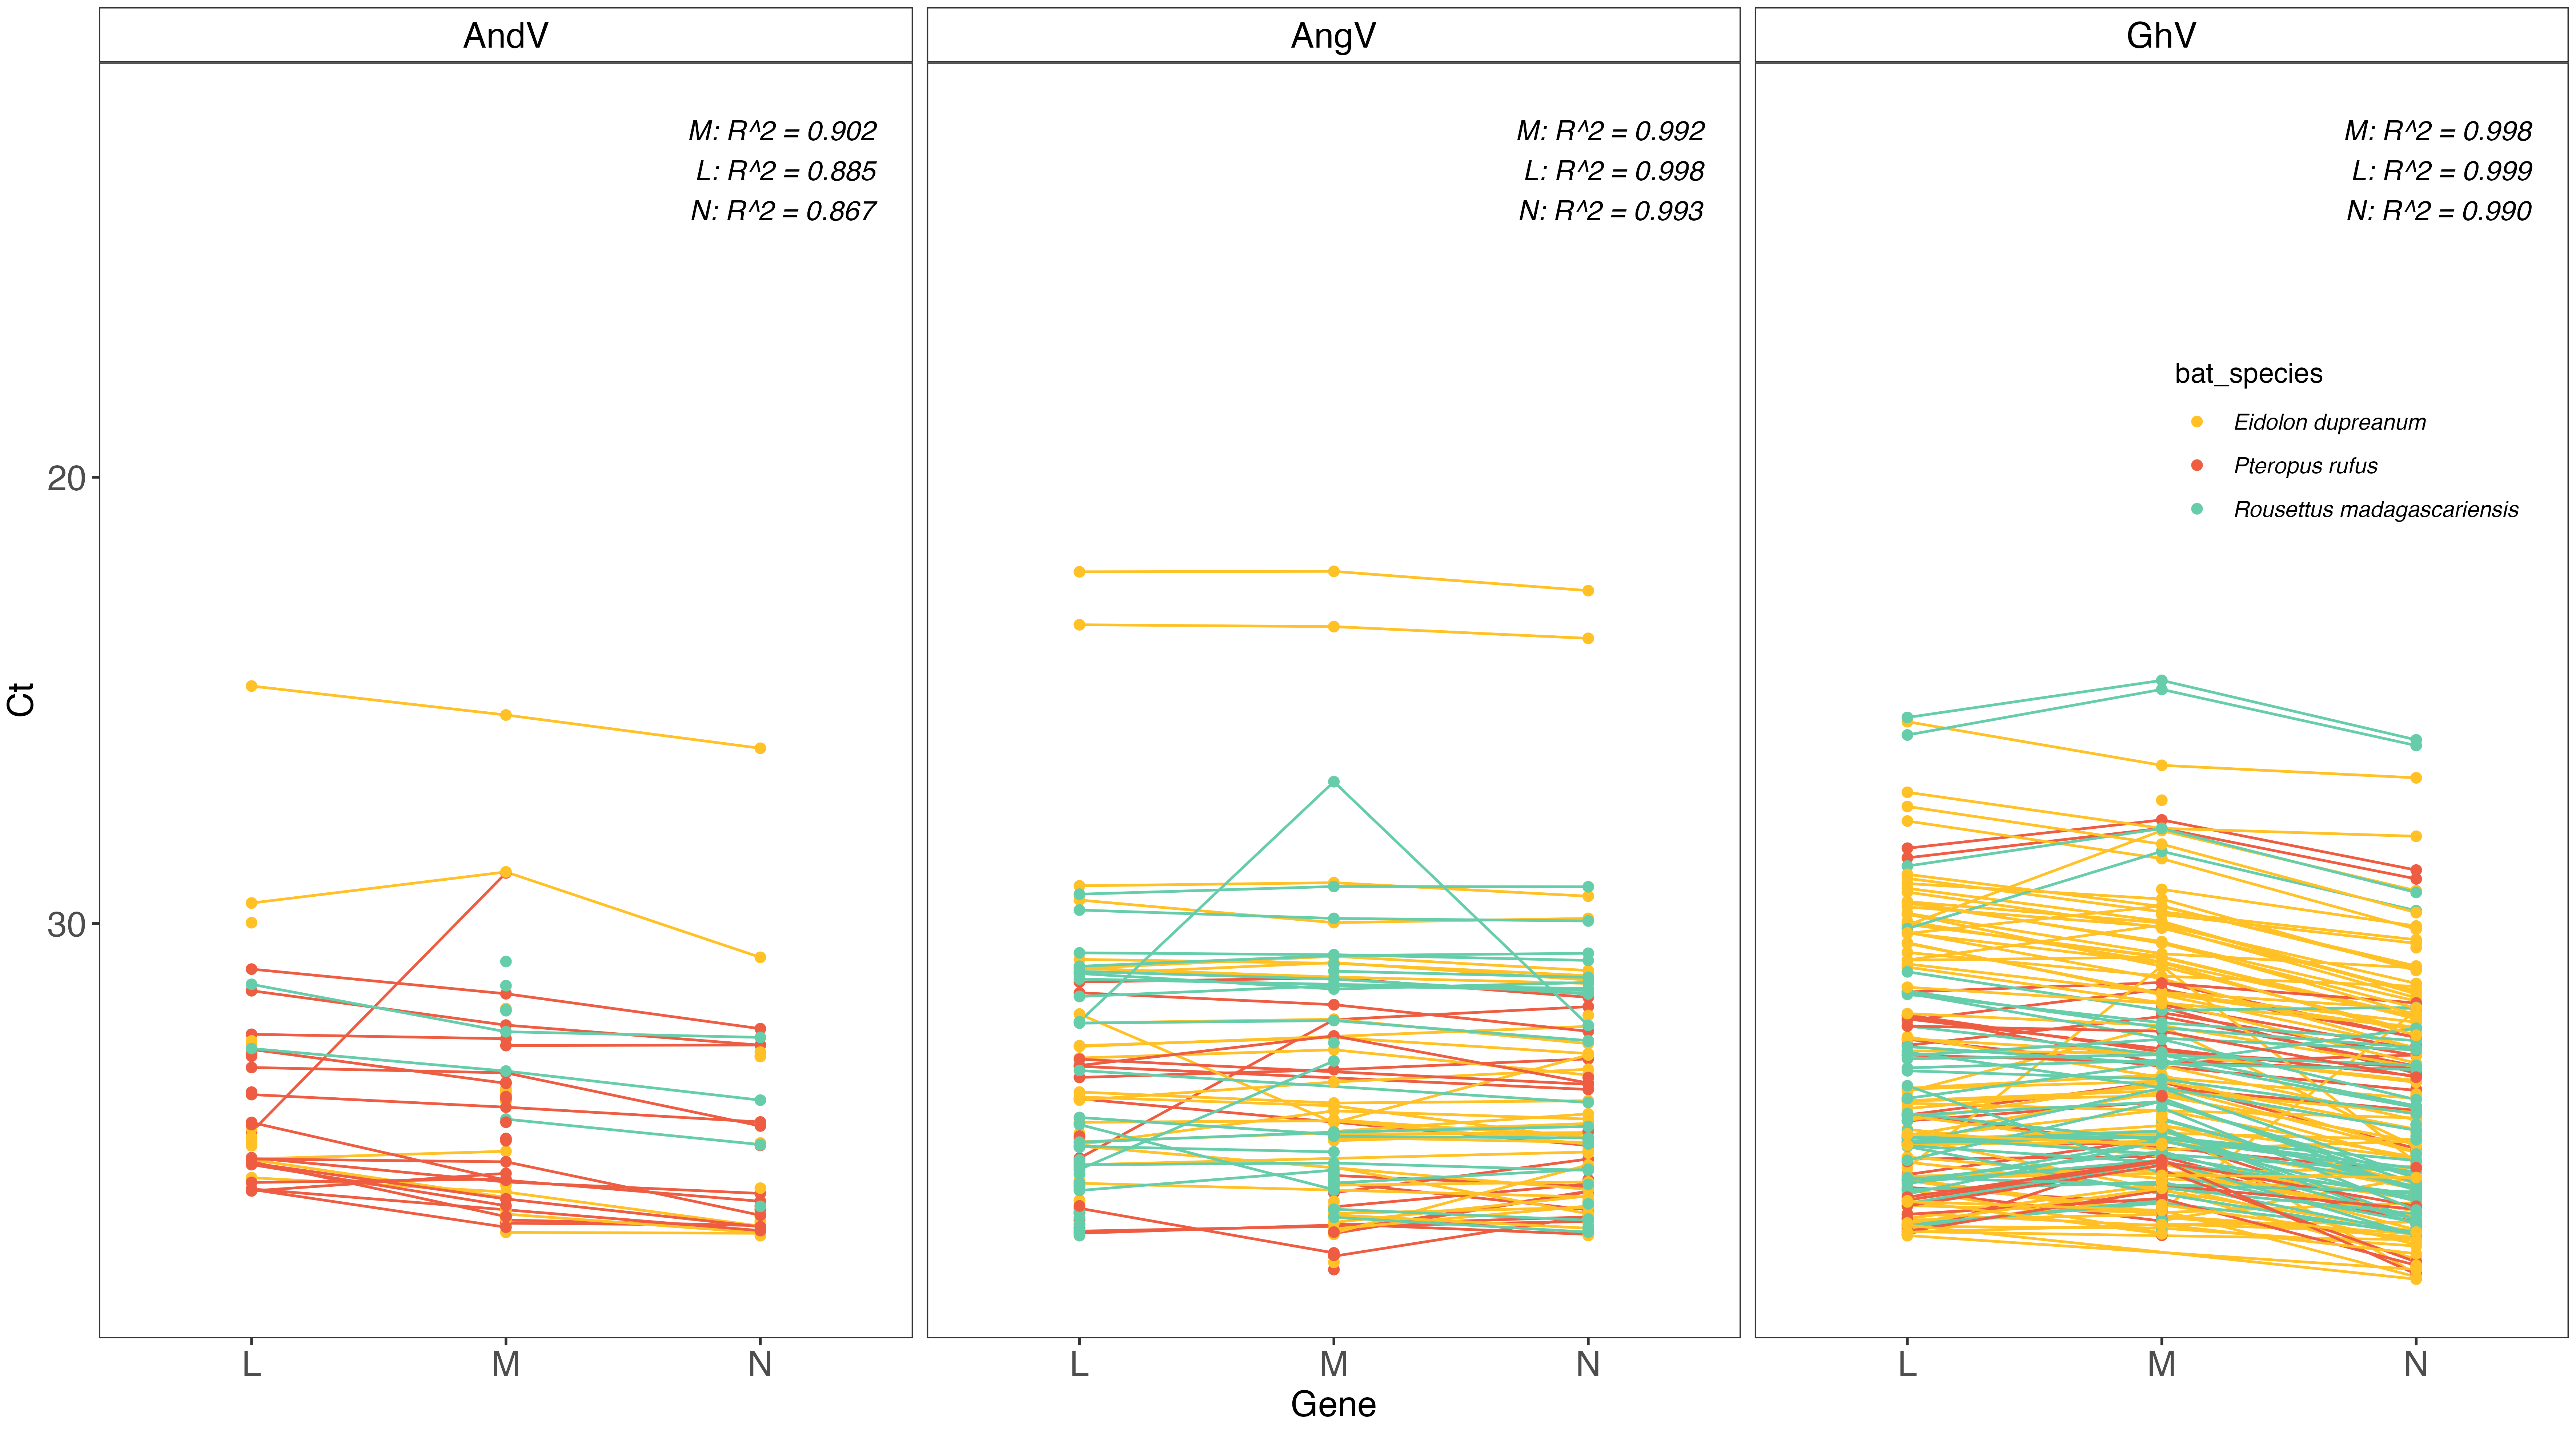 AndV
AngV
GhV
M: R^2 = 0.902
L: R^2 = 0.885
N: R^2 = 0.867
M: R^2 = 0.992
L: R^2 = 0.998
N: R^2 = 0.993
M: R^2 = 0.998
L: R^2 = 0.999
N: R^2 = 0.990
bat_species
Eidolon dupreanum
Pteropus rufus
Rousettus madagascariensis
Ct
20
30
L M N
L M N
L M N
Gene